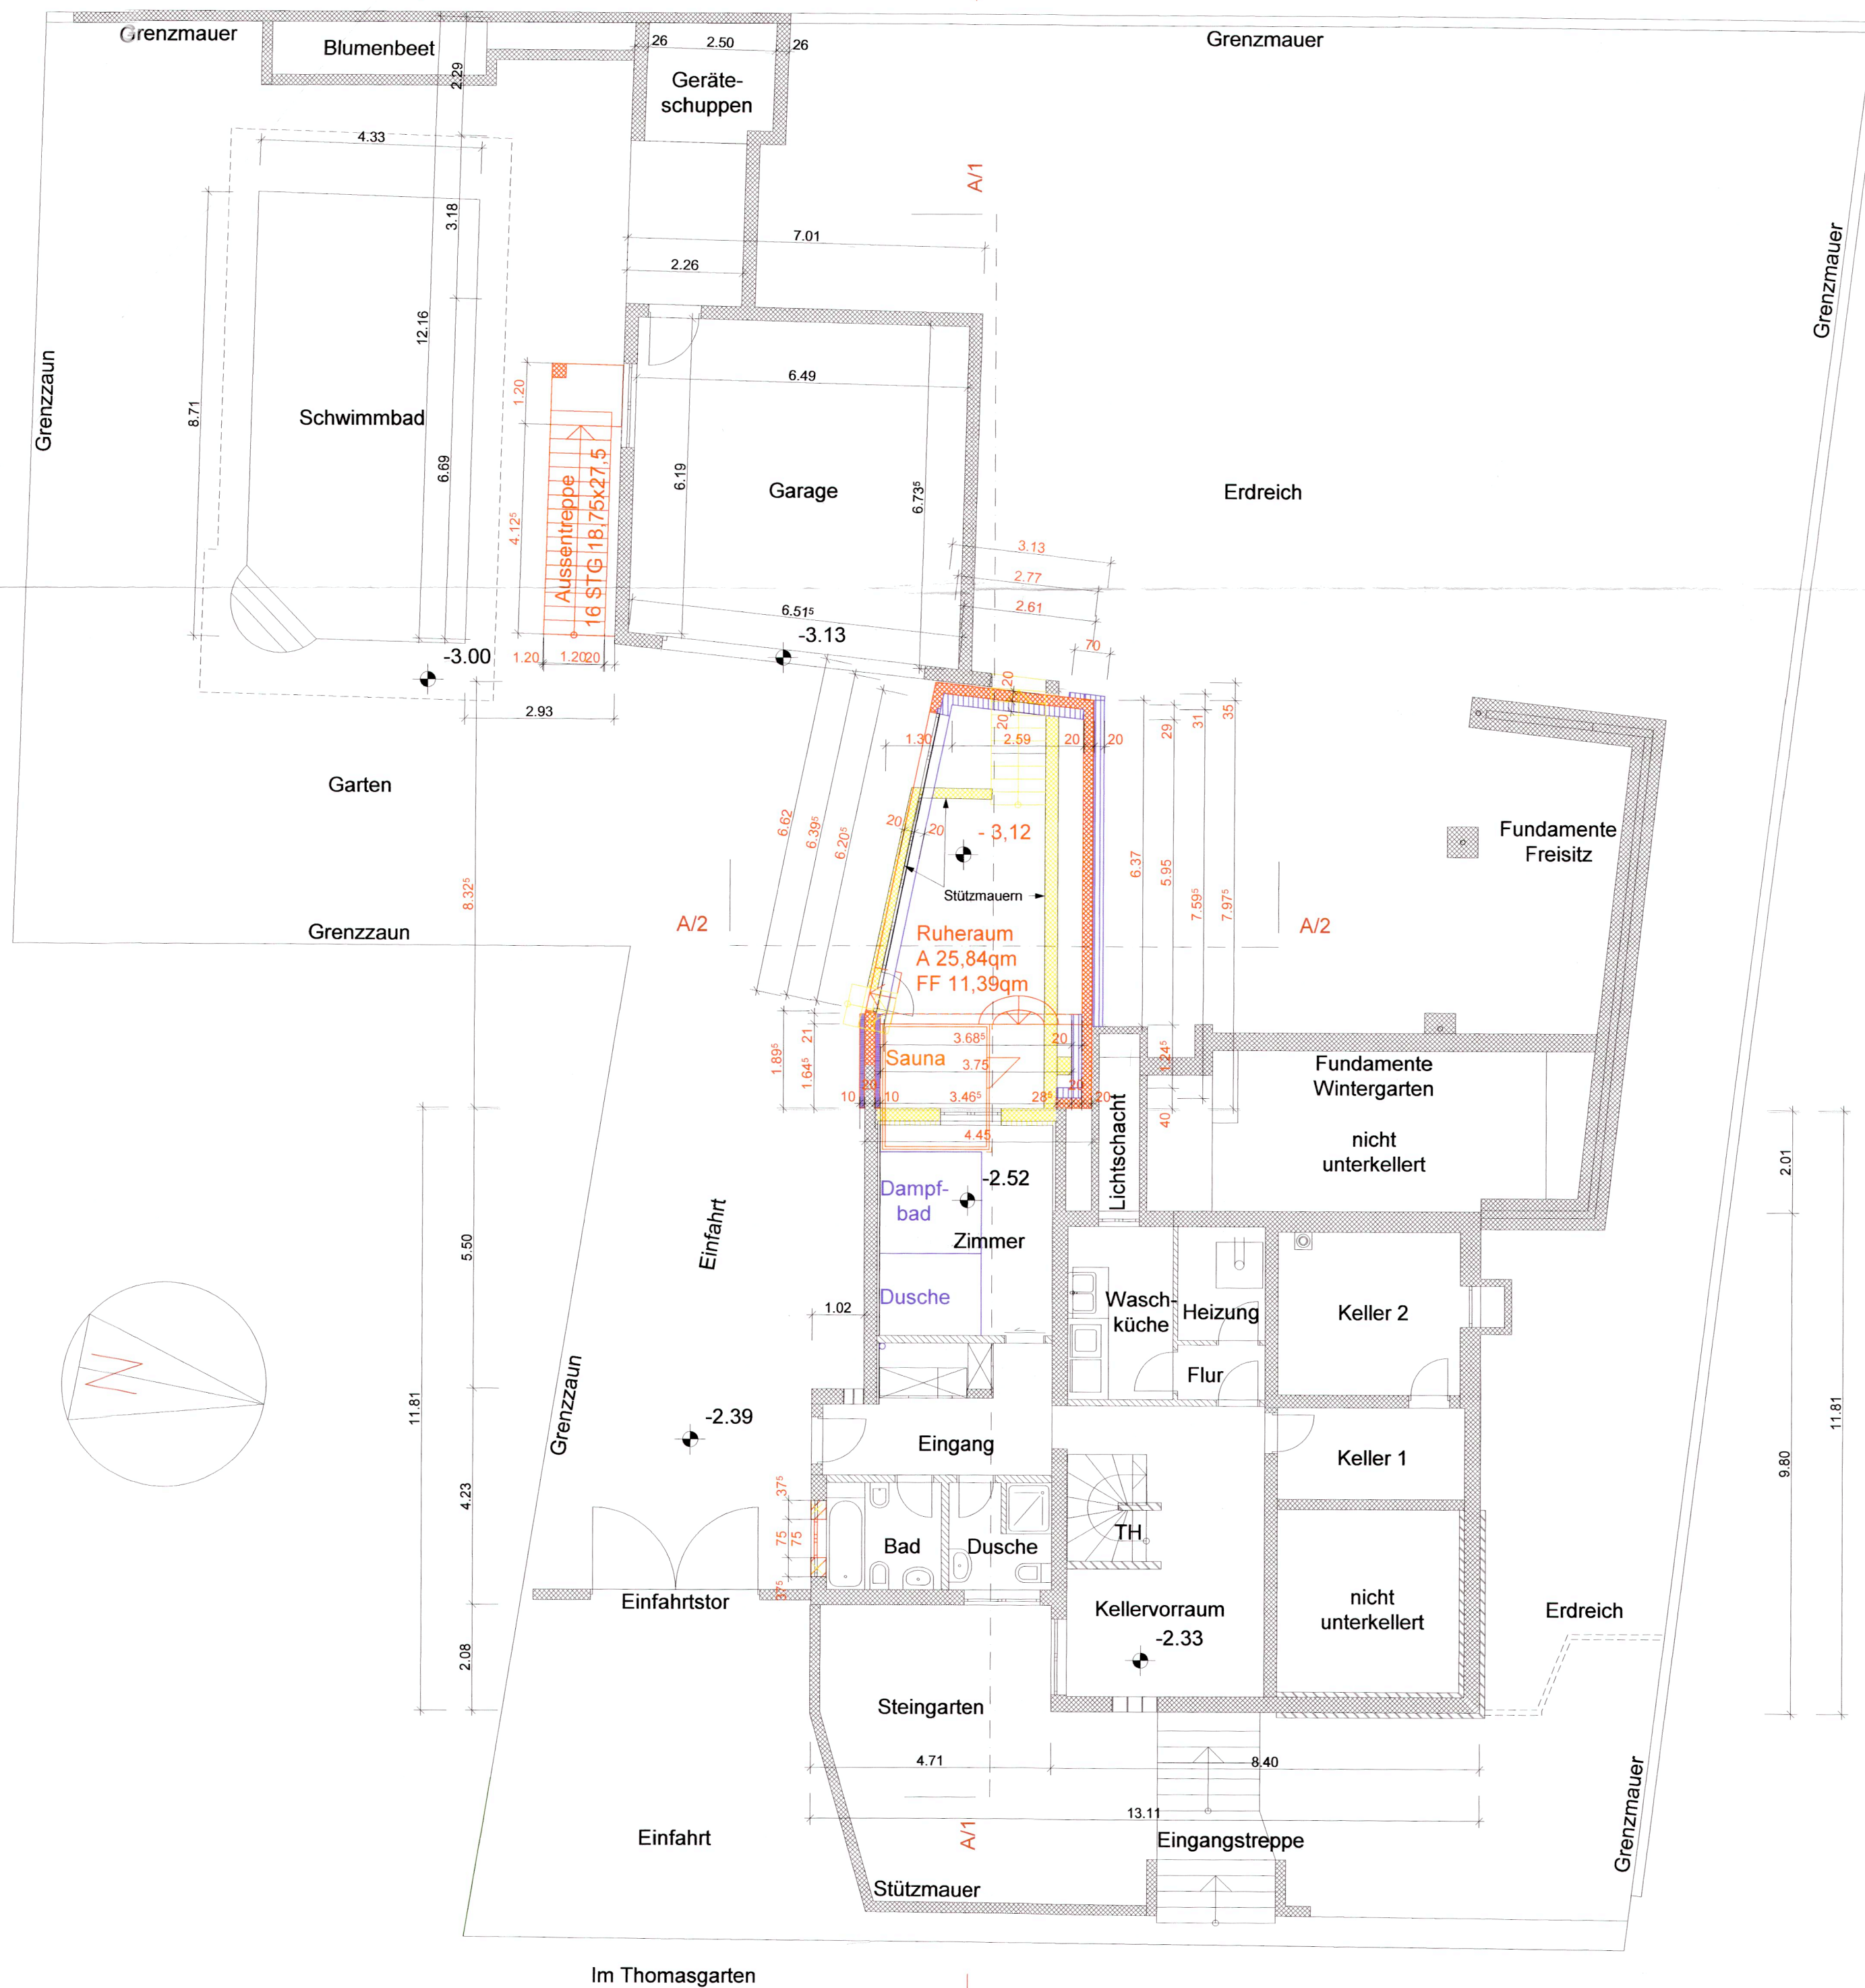 Grenzmauer
Blumenbeet
26
2.50
26
Grenzmauer
Geräte-
schuppen
2.29
4.33
3.18
A/1
7.01
2.26
Grenzmauer
12.16
6.49
Grenzzaun
8.71
Schwimmbad
1.20
6.69
6.19
Garage
6.73⁵
Erdreich
4.12⁵
Aussentreppe
16 STG 18,75x27,5
3.13
2.77
2.61
6.51⁵
-3.13
70
-3.00
1.20
1.20
20
2.93
20
20
1.30
2.59
20
20
29
31
35
Garten
6.62
6.39⁵
6.20⁵
20
20
- 3,12
Fundamente
Freisitz
8.32⁵
6.37
5.95
7.59⁵
7.97⁵
Stützmauern
Grenzzaun
A/2
A/2
Ruheraum
A 25,84qm
FF 11,39qm
1.89⁵
21
1.64⁵
Sauna
3.68⁵
20
3.75
1.24⁵
Fundamente
Wintergarten
20
20
10
10
3.46⁵
28⁵
20
40
4.45
nicht
unterkellert
Lichtschacht
2.01
Dampf-
bad
-2.52
Zimmer
Einfahrt
5.50
Dusche
1.02
Wasch-
küche
Heizung
Keller 2
Flur
N
Grenzzaun
11.81
-2.39
Eingang
Keller 1
11.81
9.80
4.23
37⁵
75
75
37⁵
Bad
Dusche
TH
Einfahrtstor
Kellervorraum
-2.33
nicht
unterkellert
Erdreich
2.08
Steingarten
4.71
8.40
13.11
Einfahrt
A/1
Eingangstreppe
Grenzmauer
Stützmauer
Im Thomasgarten